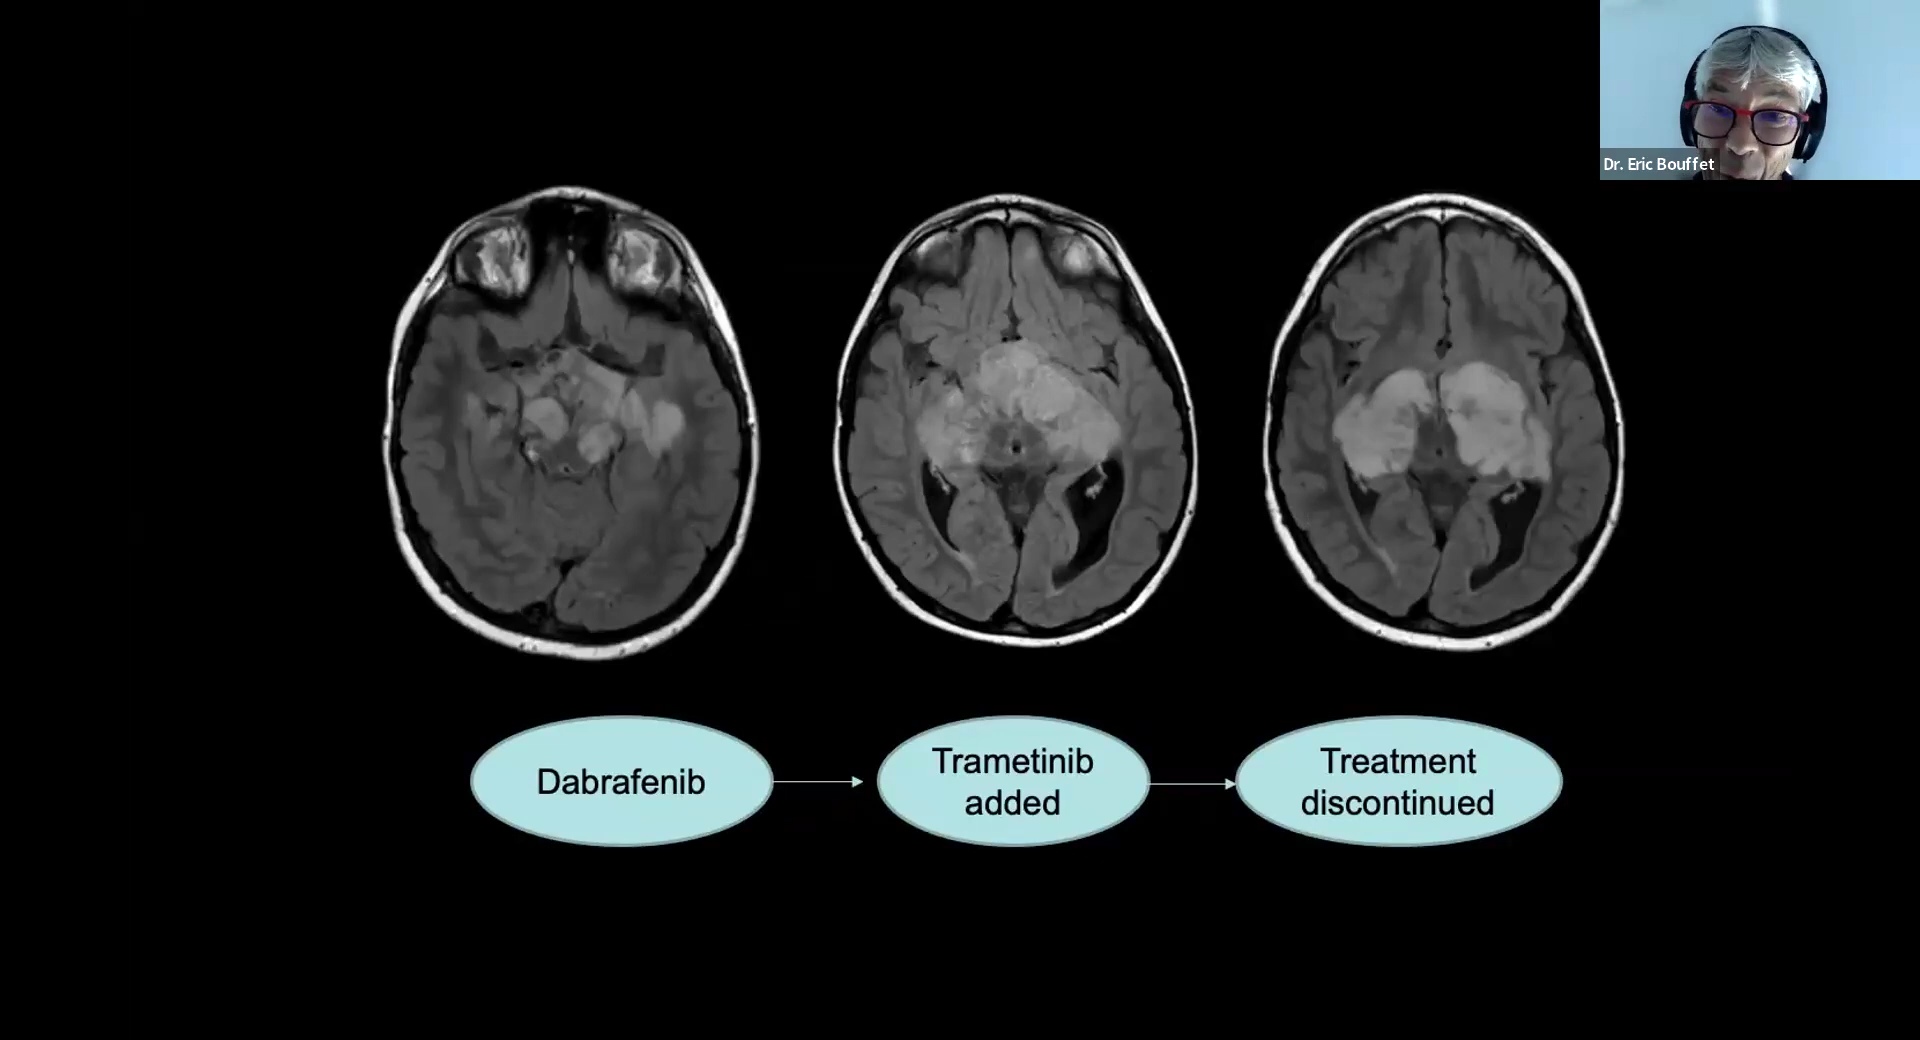 Dr. Eric Bouffet
Dabrafenib
Trametinib
added
Treatment
discontinued